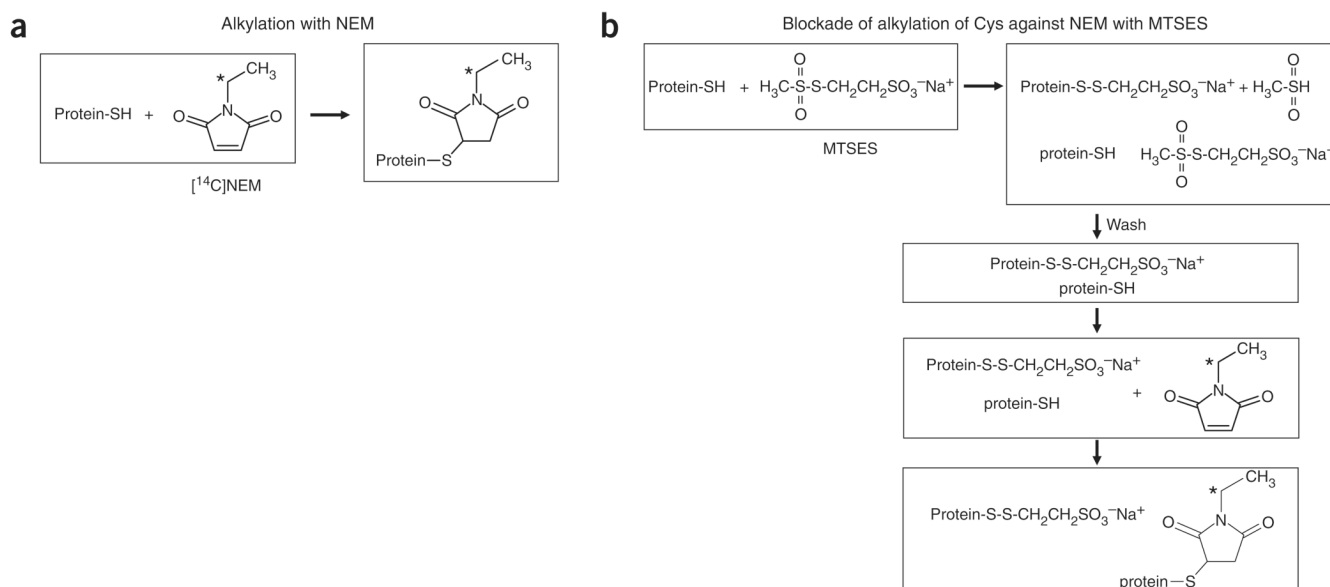 a
Alkylation with NEM
Protein-SH +
*
CH₃
N
O
O
[¹⁴C]NEM
*
CH₃
N
O
O
Protein—S
b
Blockade of alkylation of Cys against NEM with MTSES
Protein-SH + H₃C-S-S-CH₂CH₂SO₃⁻Na⁺
O
O
MTSES
Protein-S-S-CH₂CH₂SO₃⁻Na⁺ + H₃C-SH
O
O
protein-SH H₃C-S-S-CH₂CH₂SO₃⁻Na⁺
O
O
Wash
Protein-S-S-CH₂CH₂SO₃⁻Na⁺
protein-SH
Protein-S-S-CH₂CH₂SO₃⁻Na⁺
protein-SH
+
*
CH₃
N
O
O
Protein-S-S-CH₂CH₂SO₃⁻Na⁺
*
CH₃
N
O
O
protein—S